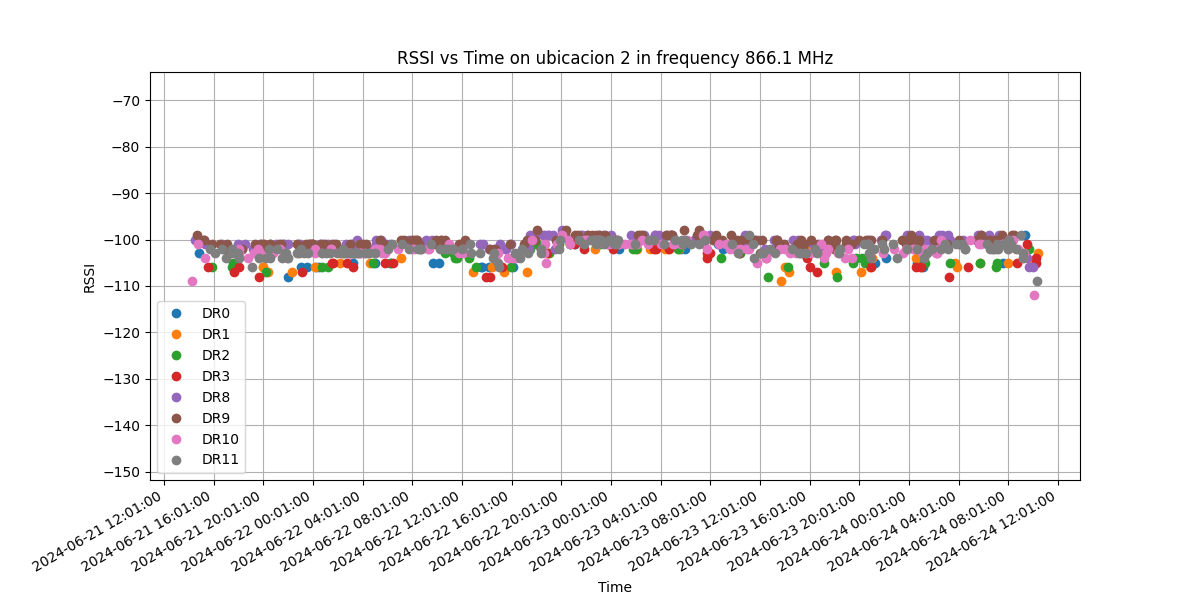 RSSI vs Time on ubicacion 2 in frequency 866.1 MHz
RSSI
−70
−80
−90
−100
−110
−120
−130
−140
−150
DR0
DR1
DR2
DR3
DR8
DR9
DR10
DR11
2024-06-21 12:01:00
2024-06-21 16:01:00
2024-06-21 20:01:00
2024-06-22 00:01:00
2024-06-22 04:01:00
2024-06-22 08:01:00
2024-06-22 12:01:00
2024-06-22 16:01:00
2024-06-22 20:01:00
2024-06-23 00:01:00
2024-06-23 04:01:00
2024-06-23 08:01:00
2024-06-23 12:01:00
2024-06-23 16:01:00
2024-06-23 20:01:00
2024-06-24 00:01:00
2024-06-24 04:01:00
2024-06-24 08:01:00
2024-06-24 12:01:00
Time